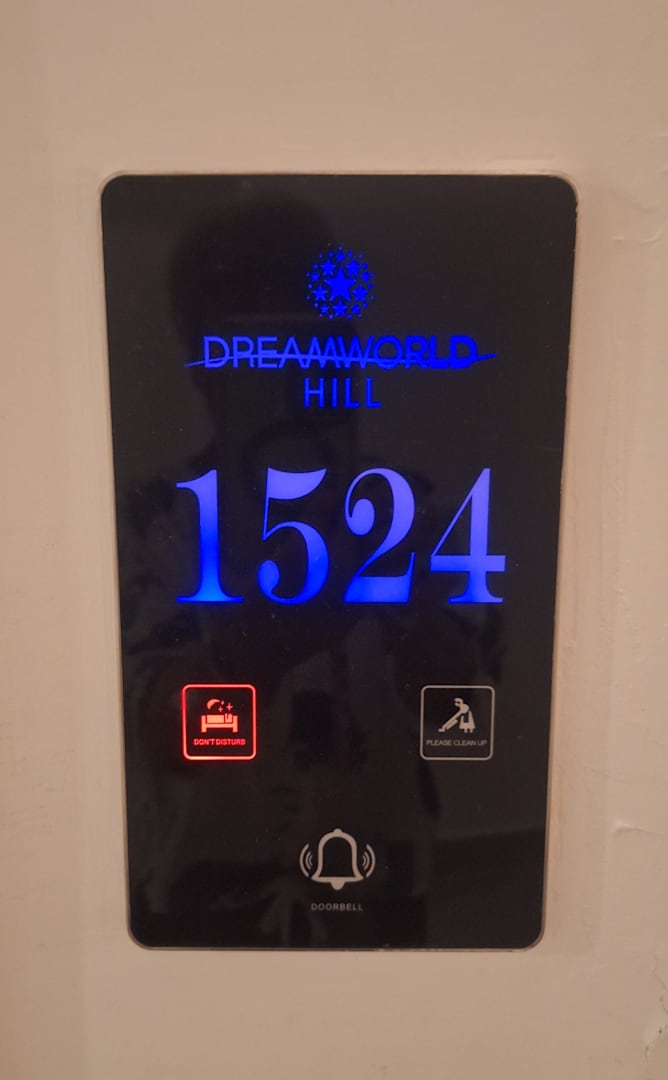 DREAMWORLD
HILL
1524
DON'T DISTURB
PLEASE CLEAN UP
DOORBELL